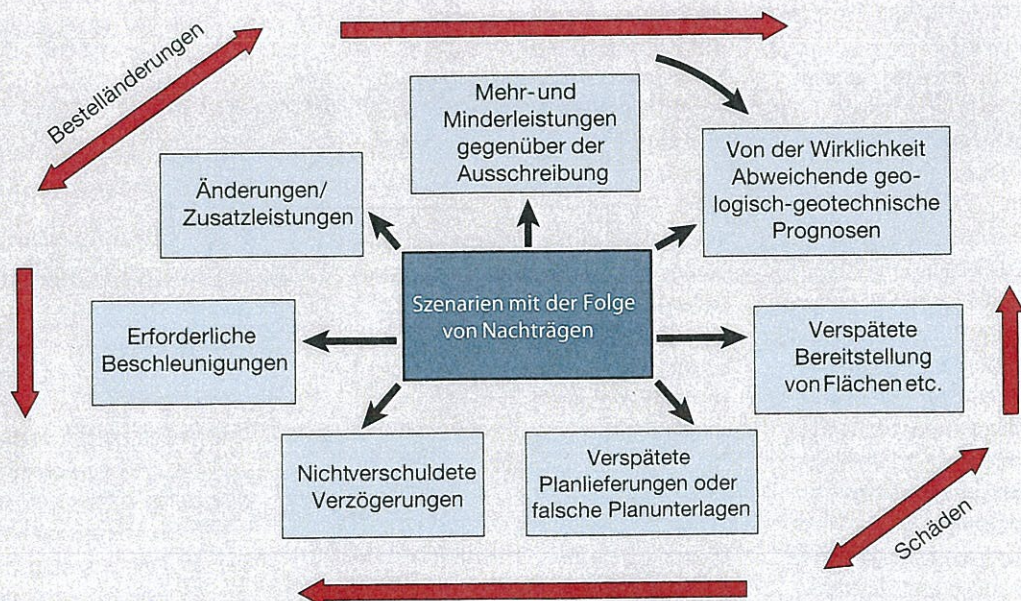 Bestelländerungen
Mehr- und
Minderleistungen
gegenüber der
Ausschreibung
Von der Wirklichkeit
Abweichende geo-
logisch-geotechnische
Prognosen
Änderungen/
Zusatzleistungen
Szenarien mit der Folge
von Nachträgen
Erforderliche
Beschleunigungen
Verspätete
Bereitstellung
von Flächen etc.
Nichtverschuldete
Verzögerungen
Verspätete
Planlieferungen oder
falsche Planunterlagen
Schäden